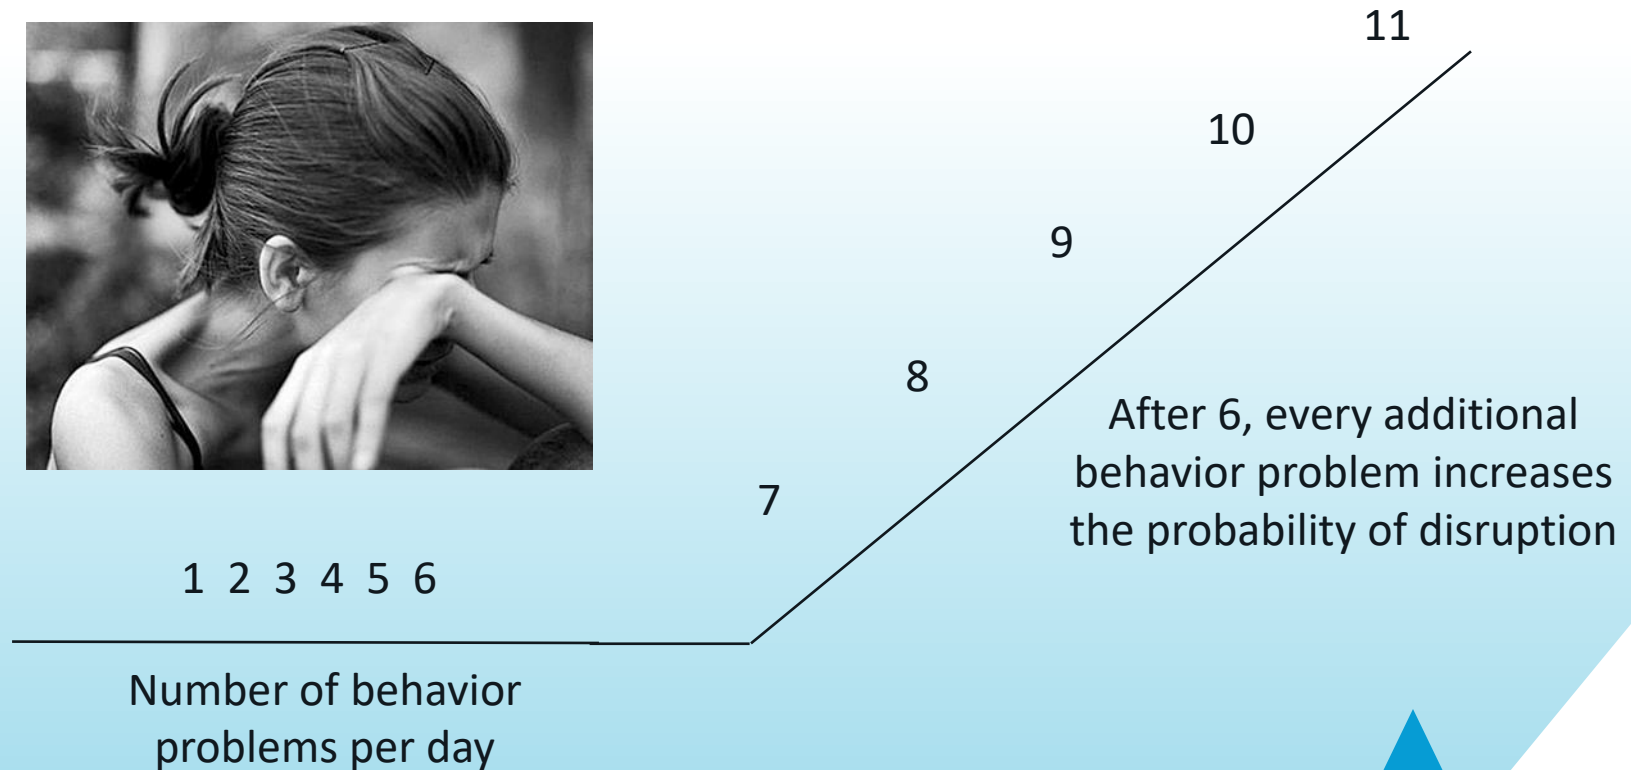 11
10
9
8
7
After 6, every additional
behavior problem increases
the probability of disruption
1 2 3 4 5 6
Number of behavior
problems per day